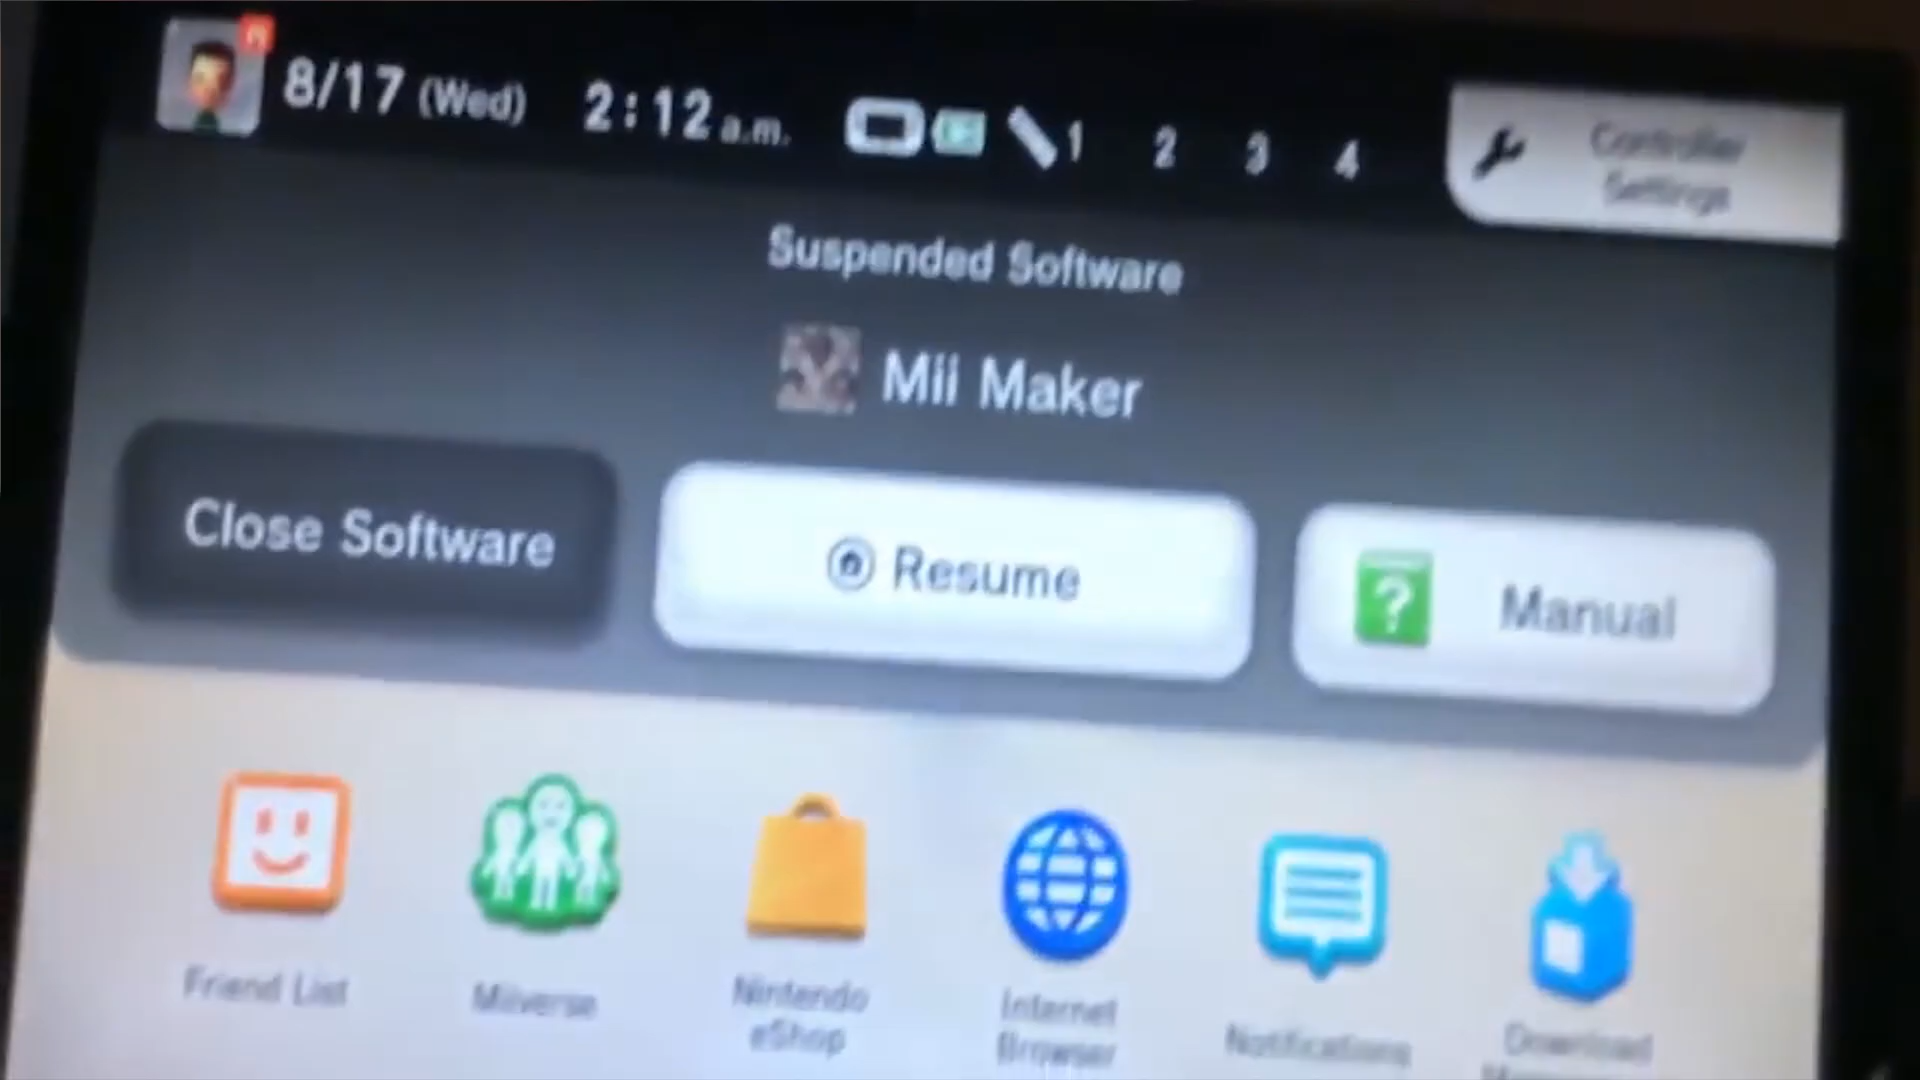 8/17 (Wed) 2:12 a.m. 1 2 3 4
Controller
Settings
Suspended Software
Mii Maker
Close Software
Resume
? Manual
Friend List
Miiverse
Nintendo
eShop
Internet
Browser
Notifications
Download